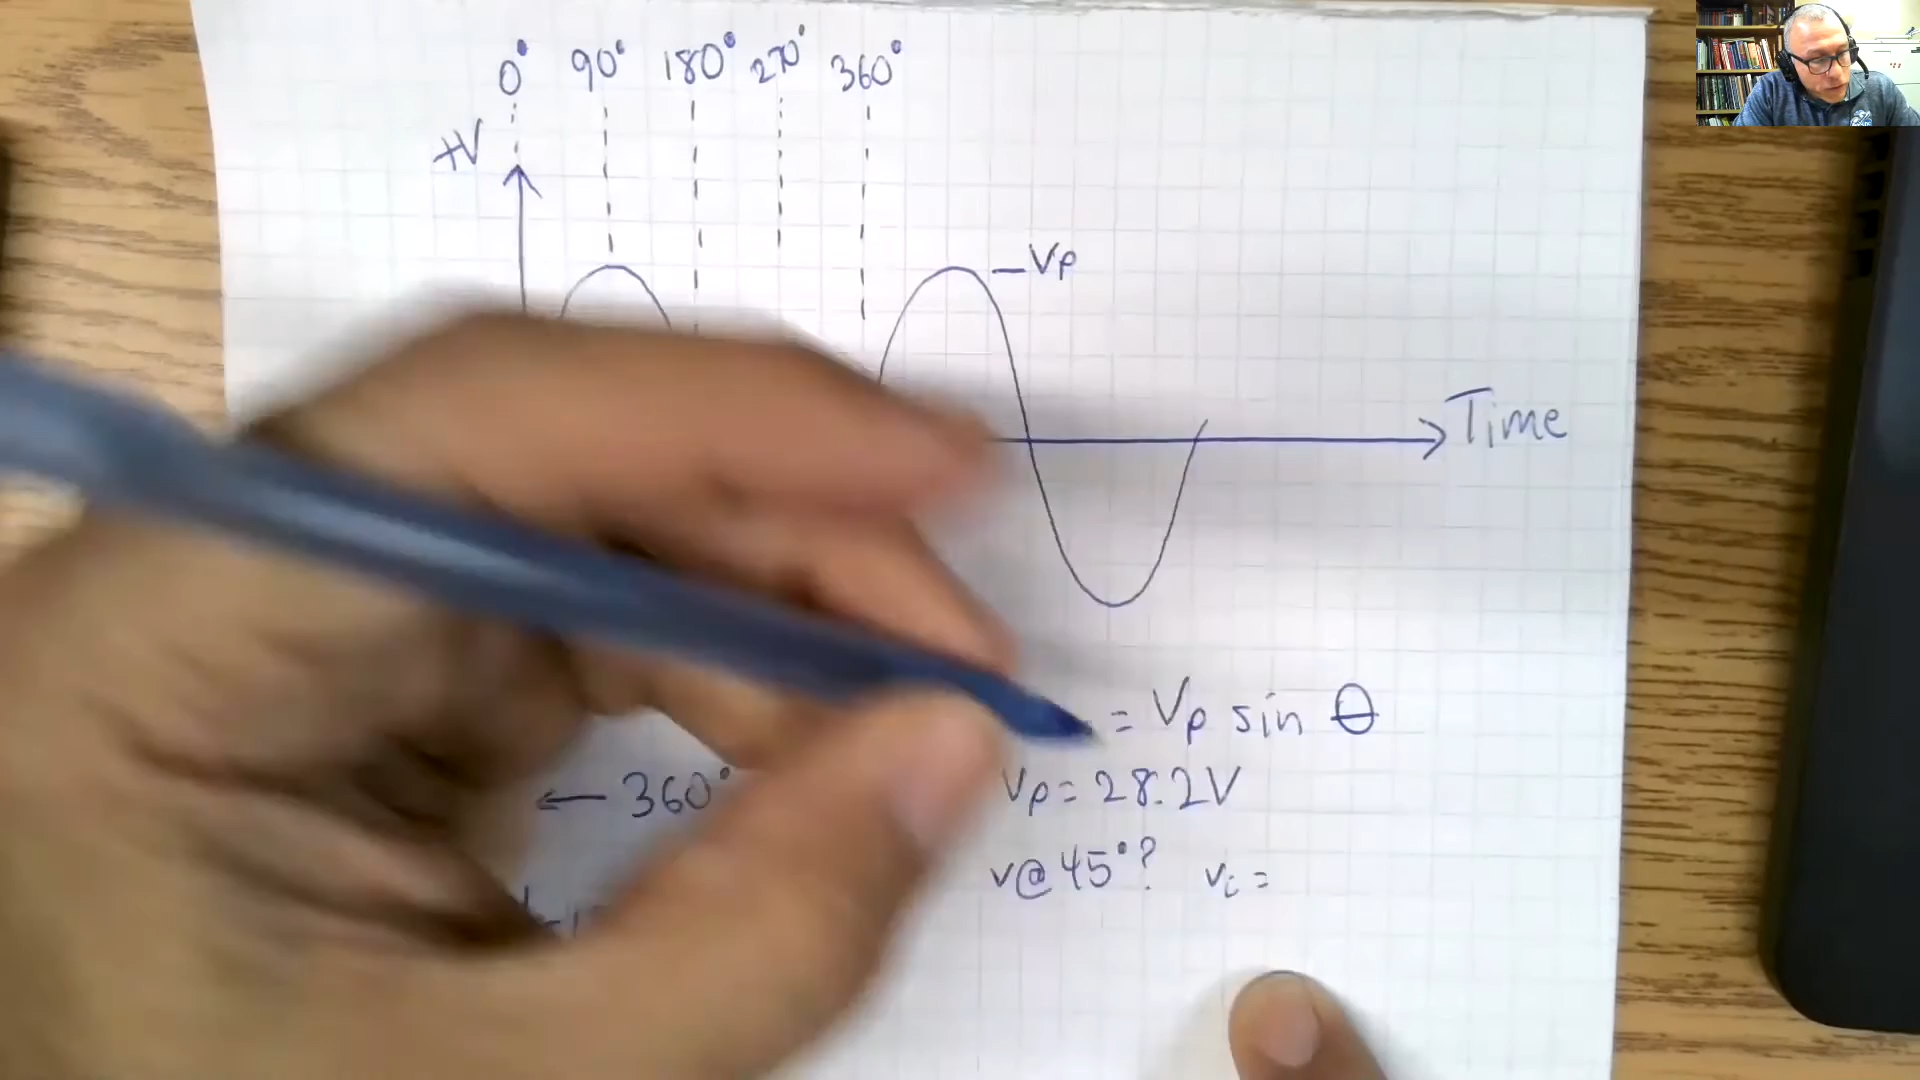 0° 90° 180° 270° 360°
+V
Vp
Time
= Vp sin θ
← 360°
Vp = 28.2V
v@45°? vi =